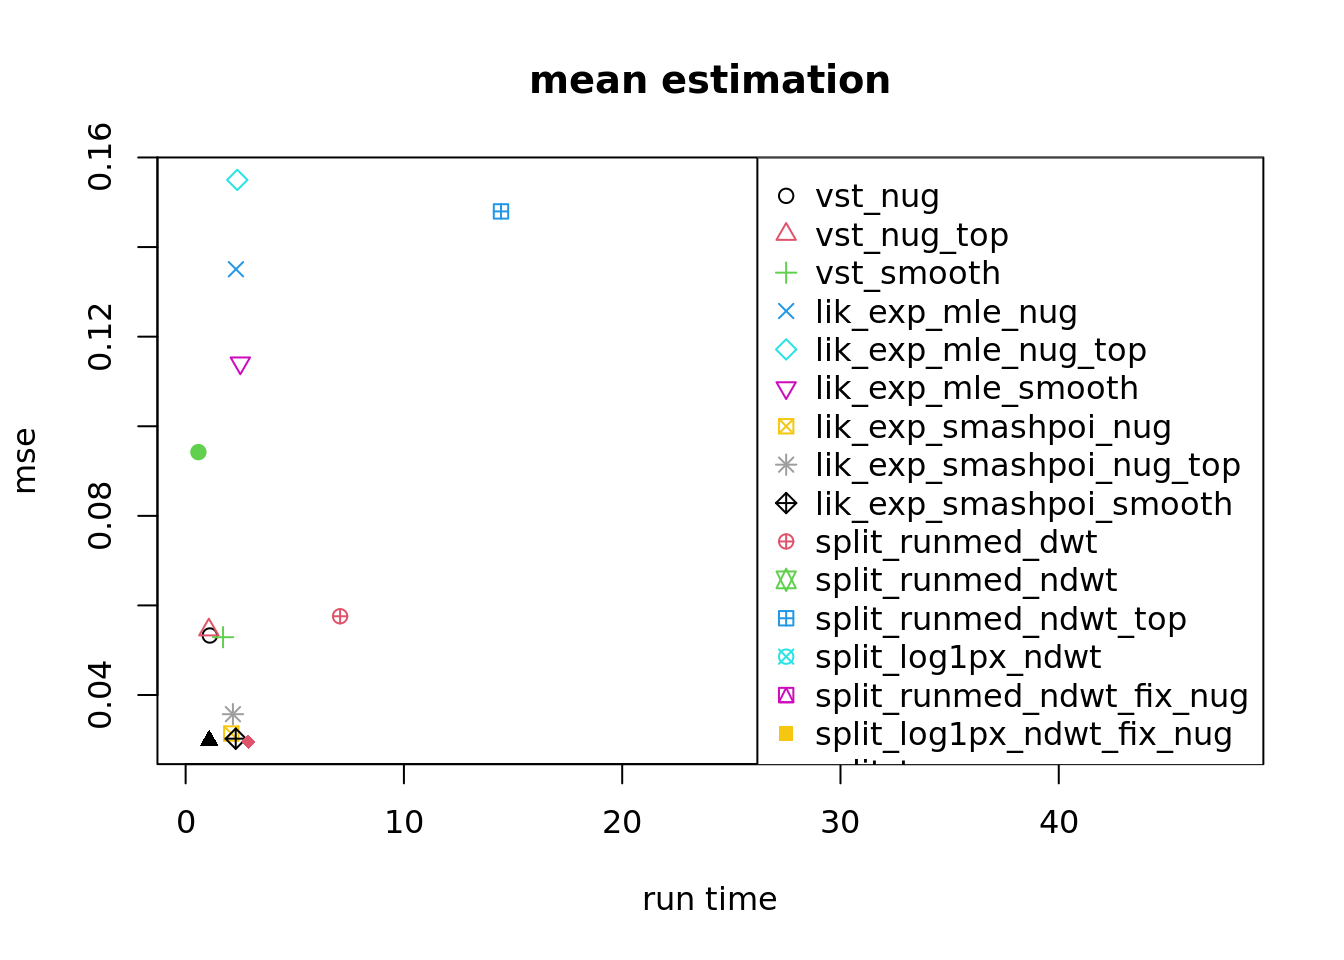 mean estimation
0.16
0.12
0.08
0.04
mse
vst_nug
vst_nug_top
vst_smooth
lik_exp_mle_nug
lik_exp_mle_nug_top
lik_exp_mle_smooth
lik_exp_smashpoi_nug
lik_exp_smashpoi_nug_top
lik_exp_smashpoi_smooth
split_runmed_dwt
split_runmed_ndwt
split_runmed_ndwt_top
split_log1px_ndwt
split_runmed_ndwt_fix_nug
split_log1px_ndwt_fix_nug
0 10 20 30 40
run time